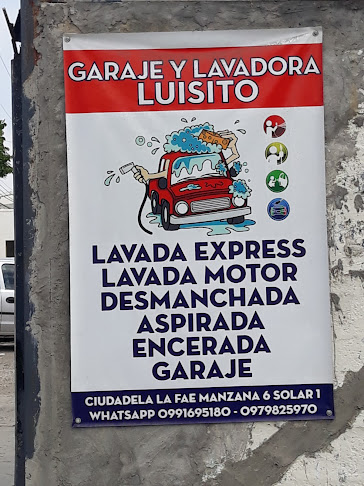 GARAJE Y LAVADORA
LUISITO
LAVADA EXPRESS
LAVADA MOTOR
DESMANCHADA
ASPIRADA
ENCERADA
GARAJE
CIUDADELA LA FAE MANZANA 6 SOLAR 1
WHATSAPP 0991695180 - 0979825970